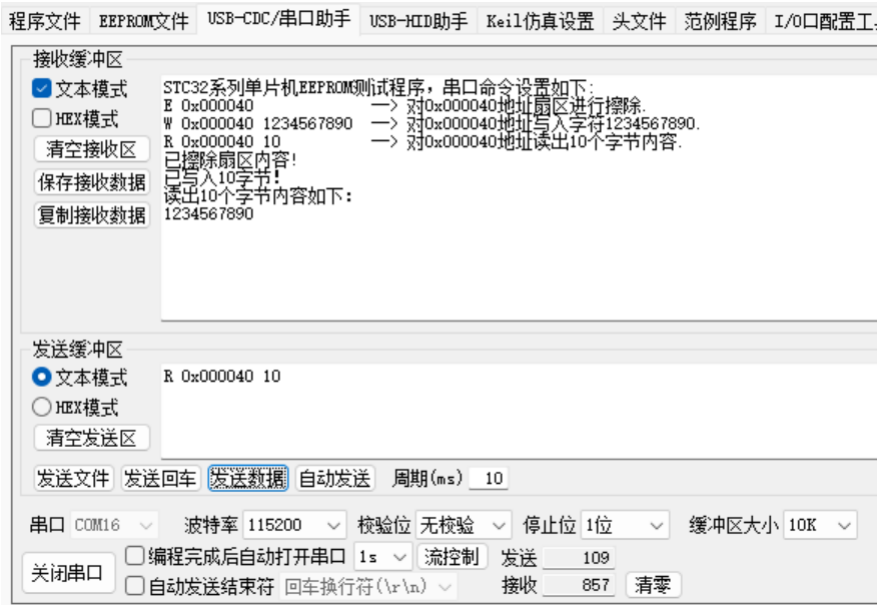 程序文件 EEPROM文件 USB-CDC/串口助手 USB-HID助手 Keil仿真设置 头文件 范例程序 I/O口配置工
接收缓冲区
文本模式
HEX模式
清空接收区
保存接收数据
复制接收数据
STC32系列单片机EEPROM测试程序，串口命令设置如下:
E 0x000040 —> 对0x000040地址扇区进行擦除.
W 0x000040 1234567890 —> 对0x000040地址写入字符1234567890.
R 0x000040 10 —> 对0x000040地址读出10个字节内容.
已擦除扇区内容!
已写入10字节!
读出10个字节内容如下：
1234567890
发送缓冲区
文本模式
HEX模式
清空发送区
R 0x000040 10
发送文件 发送回车 发送数据 自动发送 周期(ms) 10
串口 COM16 波特率 115200 校验位 无校验 停止位 1位 缓冲区大小 10K
关闭串口
编程完成后自动打开串口 1s 流控制 发送 109
自动发送结束符 回车换行符(\r\n) 接收 857 清零